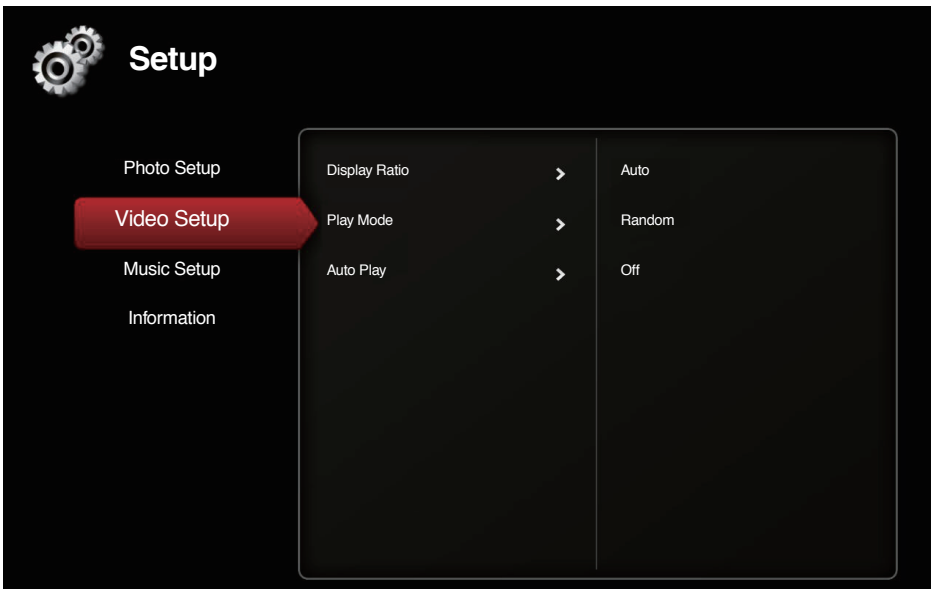 Setup
Photo Setup
Video Setup
Music Setup
Information
Display Ratio > Auto
Play Mode > Random
Auto Play > Off